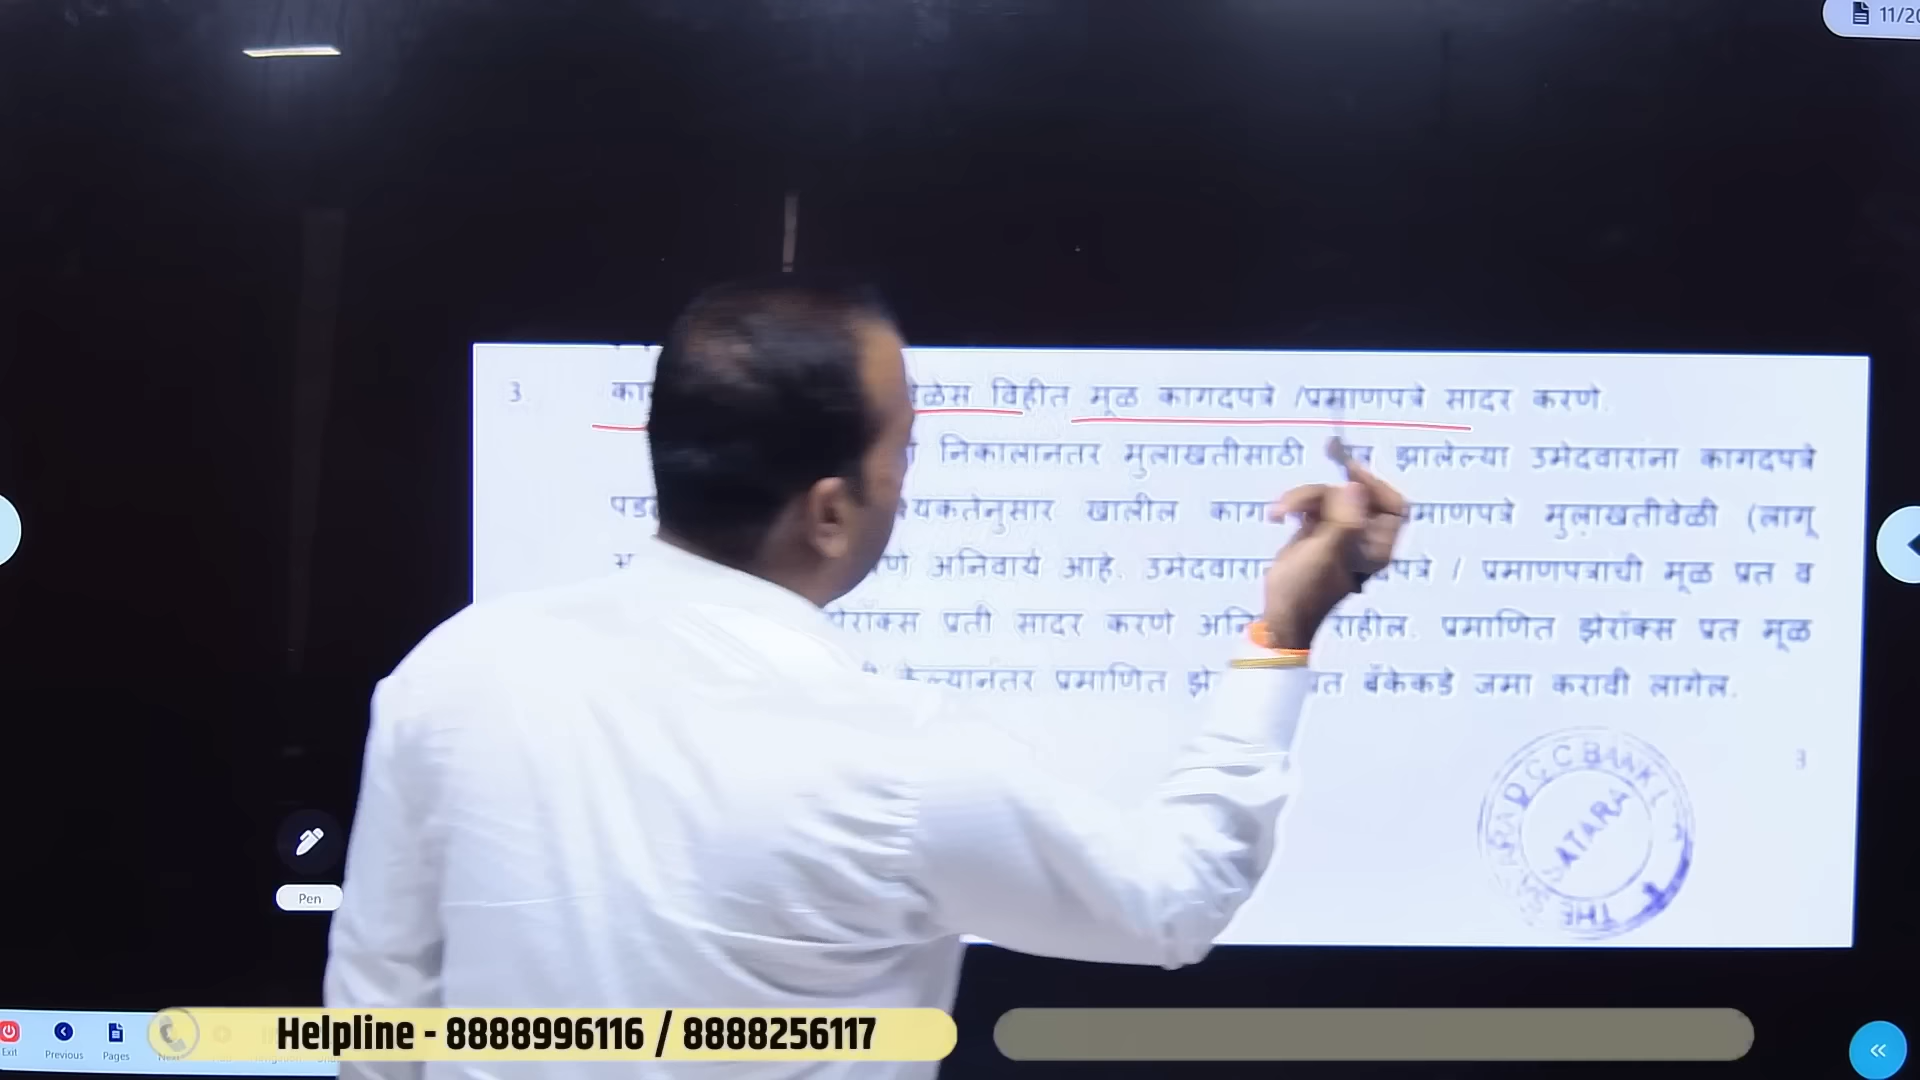 11/20
3. का ळेस विहीत मूळ कागदपत्रे /प्रमाणपत्रे सादर करणे.
निकालानंतर मुलाखतीसाठी झालेल्या उमेदवारांना कागदपत्रे
यकतेनुसार खालील काग माणपत्रे मुलाखतीवेळी (लागू
णे अनिवार्य आहे. उमेदवारां पत्रे / प्रमाणपत्राची मूळ प्रत व
झेरॉक्स प्रती सादर करणे अनि राहील. प्रमाणित झेरॉक्स प्रत मूळ
केल्यानंतर प्रमाणित झे त बँकेकडे जमा करावी लागेल.
3
THE SATARA D C C BANK L
SATARA
Pen
Helpline - 8888996116 / 8888256117
Exit Previous Pages